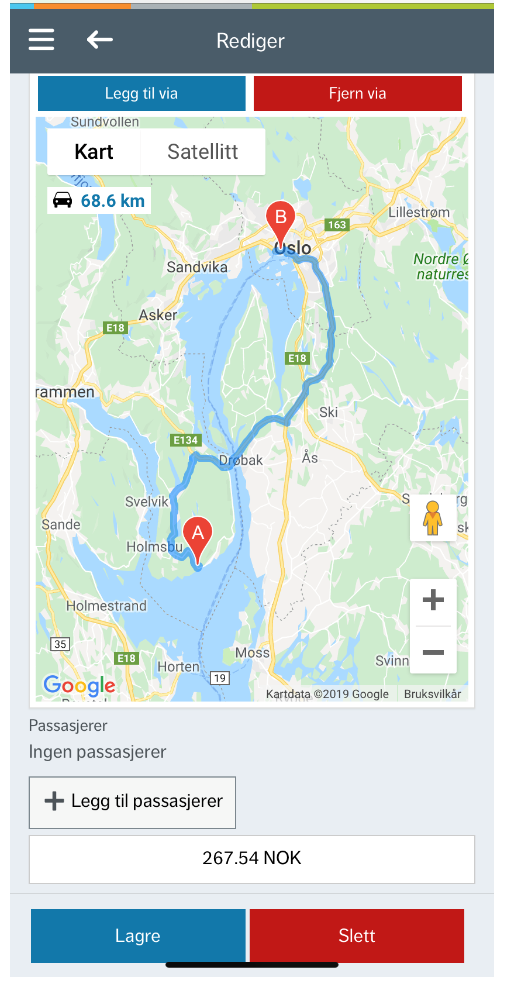 Rediger
Legg til via
Fjern via
Sundvollen
Kart
Satellitt
68.6 km
B
163
Lillestrøm
Oslo
Sandvika
Nordre Ø
naturres
Asker
E18
E18
rammen
Ski
E134
Drøbak
Ås
Svelvik
A
Sande
Holmsbu
Holmestrand
35
E18
Moss
Horten
19
Svinn
Google
Kartdata ©2019 Google
Bruksvilkår
Passasjerer
Ingen passasjerer
Legg til passasjerer
267.54 NOK
Lagre
Slett